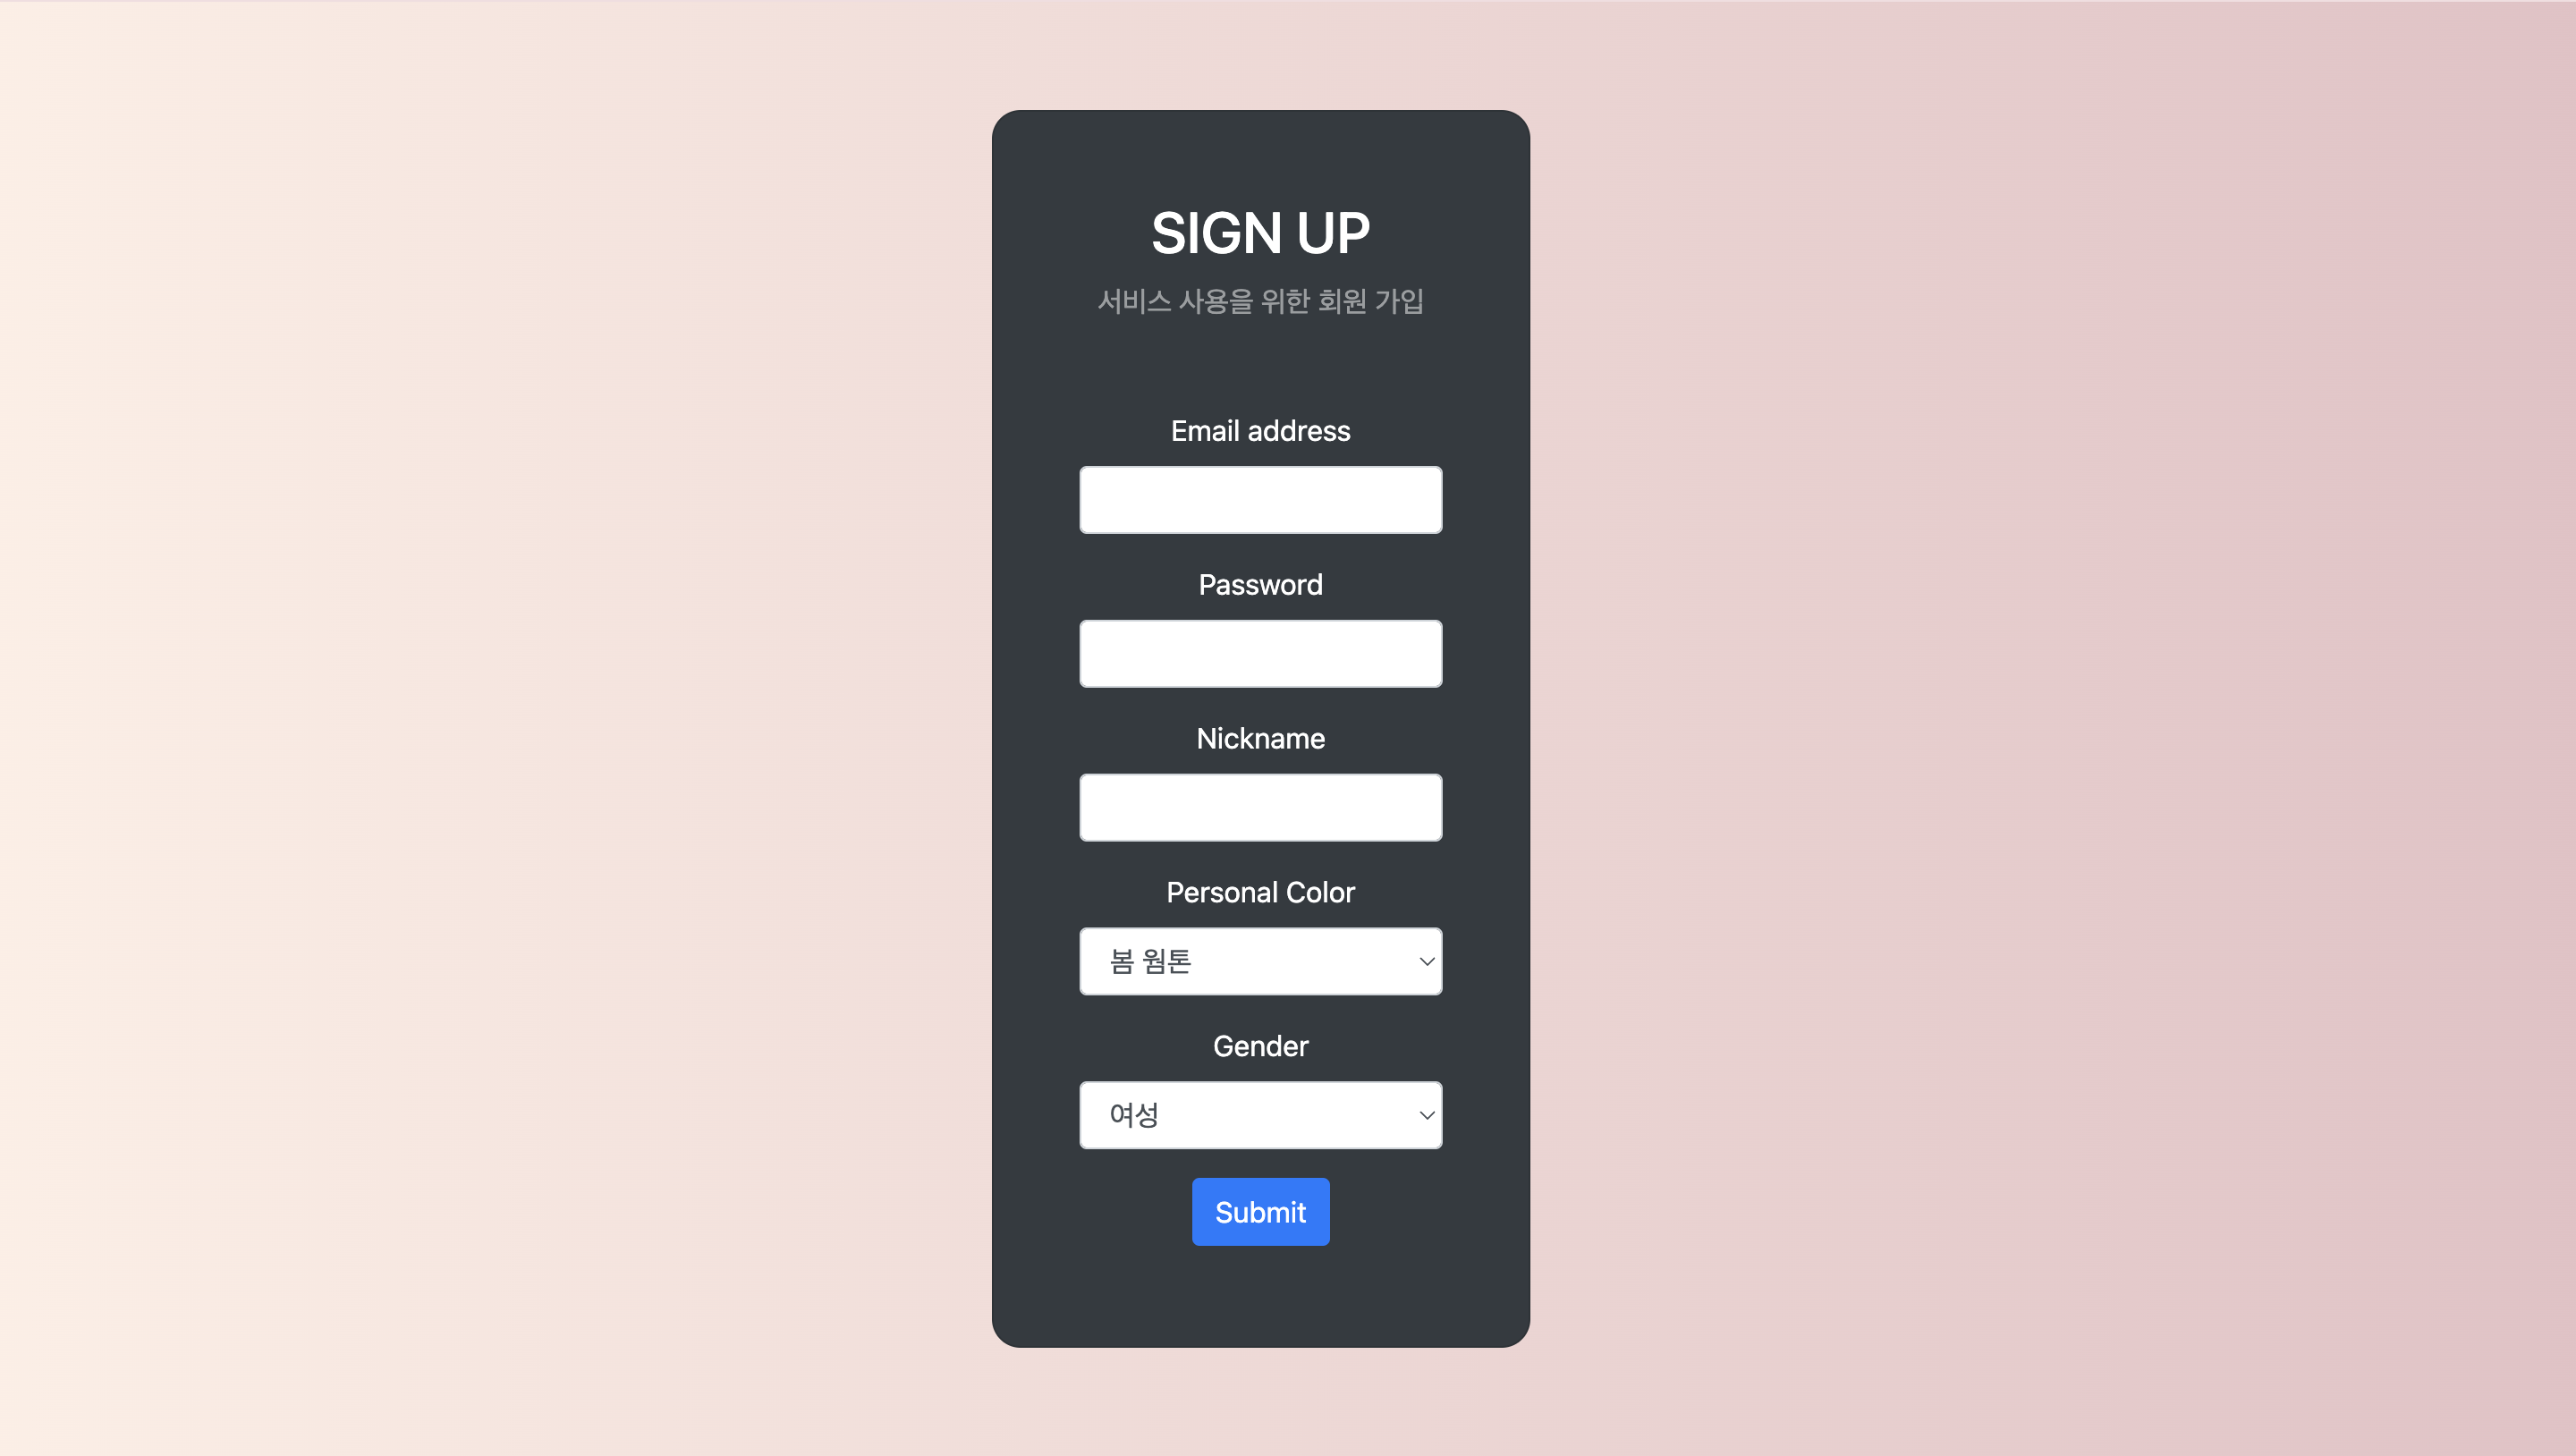 SIGN UP
서비스 사용을 위한 회원 가입
Email address
Password
Nickname
Personal Color
봄 웜톤
Gender
여성
Submit